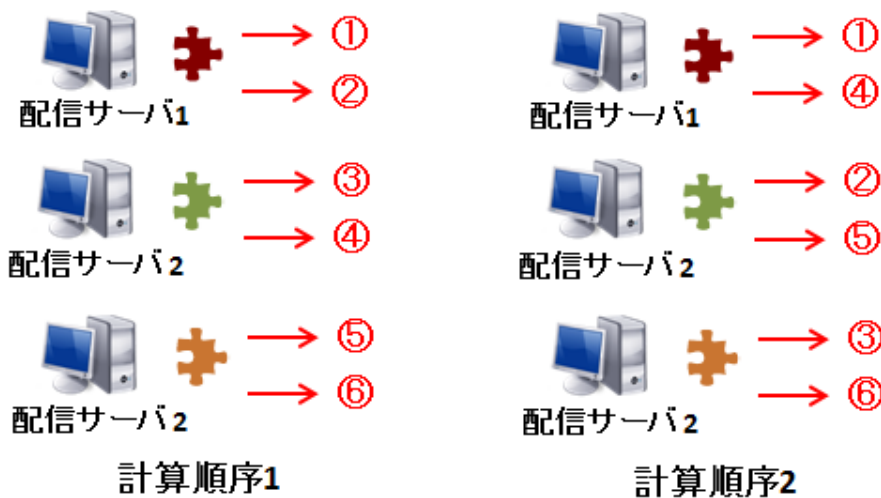 ①
②
配信サーバ1
③
④
配信サーバ2
⑤
⑥
配信サーバ2
計算順序1
①
④
配信サーバ1
②
⑤
配信サーバ2
③
⑥
配信サーバ2
計算順序2